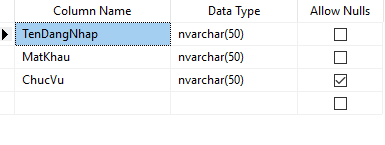 Column Name Data Type Allow Nulls
TenDangNhap nvarchar(50)
MatKhau nvarchar(50)
ChucVu nvarchar(50)